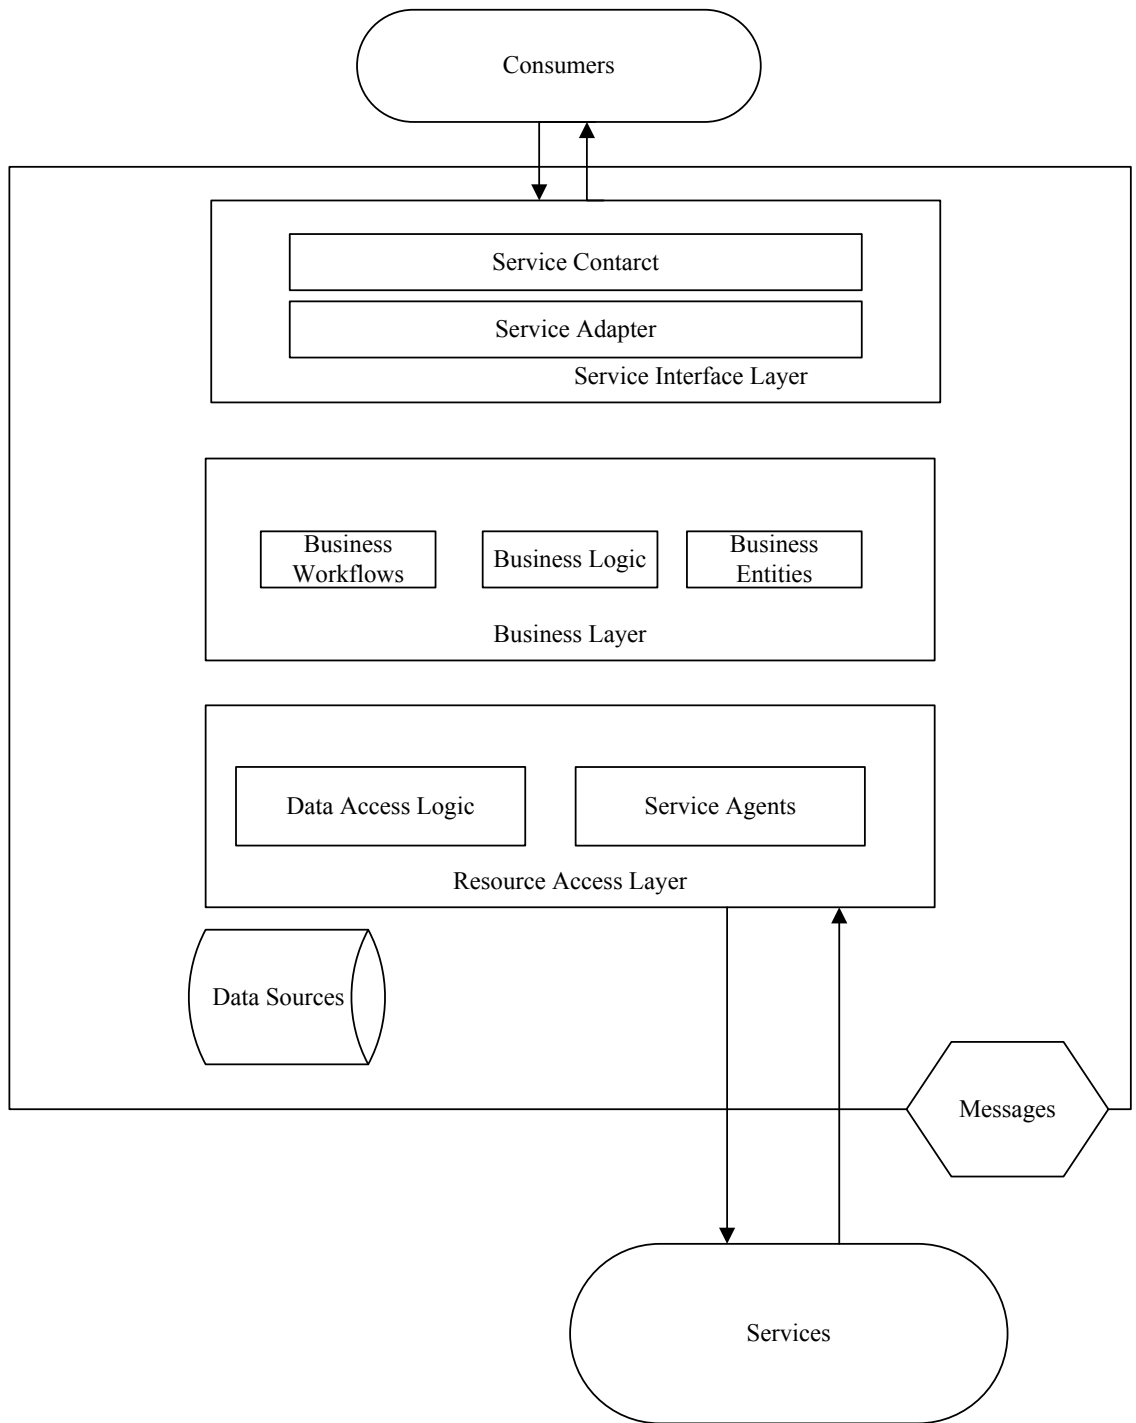 Consumers
Service Contarct
Service Adapter
Service Interface Layer
Business
Workflows
Business Logic
Business
Entities
Business Layer
Data Access Logic
Service Agents
Resource Access Layer
Data Sources
Messages
Services